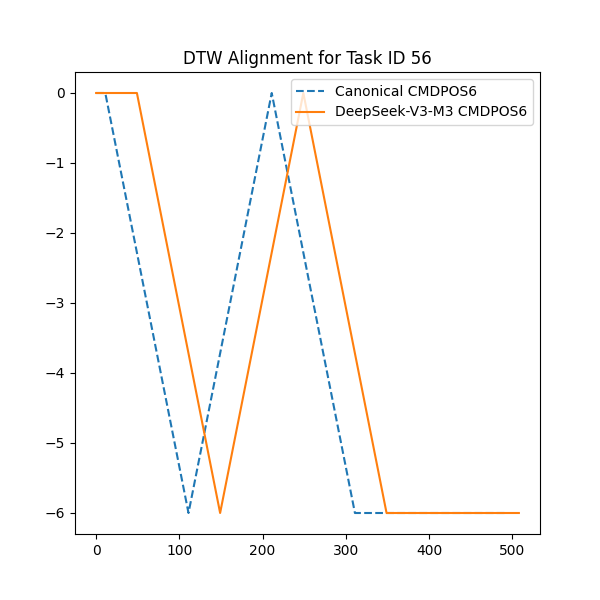 DTW Alignment for Task ID 56
Canonical CMDPOS6
DeepSeek-V3-M3 CMDPOS6
0
−1
−2
−3
−4
−5
−6
0 100 200 300 400 500